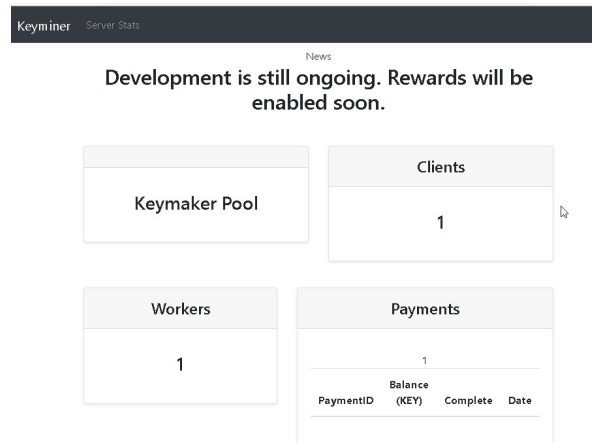 Keyminer Server Stats
News
Development is still ongoing. Rewards will be
enabled soon.
Keymaker Pool
Clients
1
Workers
1
Payments
1
PaymentID Balance (KEY) Complete Date